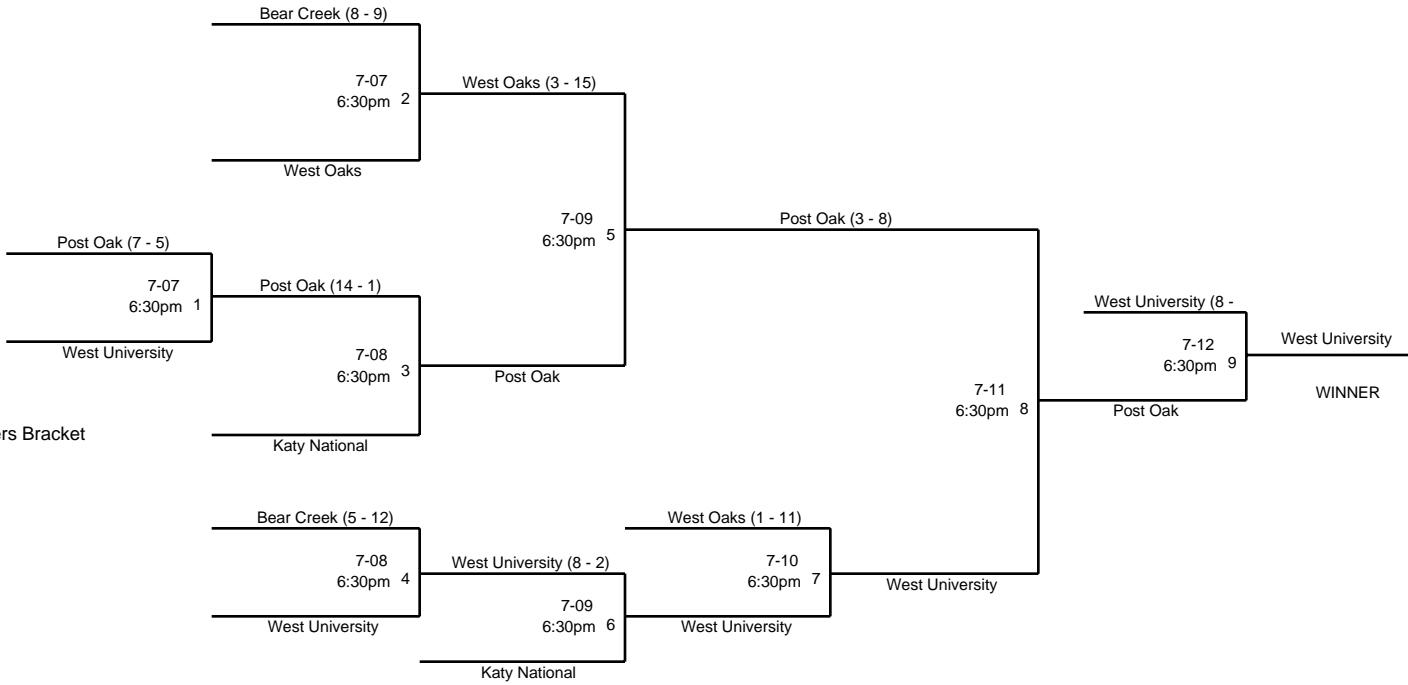 Bear Creek (8 - 9)
7-07
6:30pm 2
West Oaks (3 - 15)
West Oaks
7-09
6:30pm 5
Post Oak (3 - 8)
Post Oak (7 - 5)
7-07
6:30pm 1
Post Oak (14 - 1)
West University
7-08
6:30pm 3
Post Oak
Katy National
West University (8 -
7-12
6:30pm 9
West University
WINNER
7-11
6:30pm 8
Post Oak
rs Bracket
Bear Creek (5 - 12)
7-08
6:30pm 4
West University (8 - 2)
West University
7-09
6:30pm 6
Katy National
West Oaks (1 - 11)
7-10
6:30pm 7
West University
West University